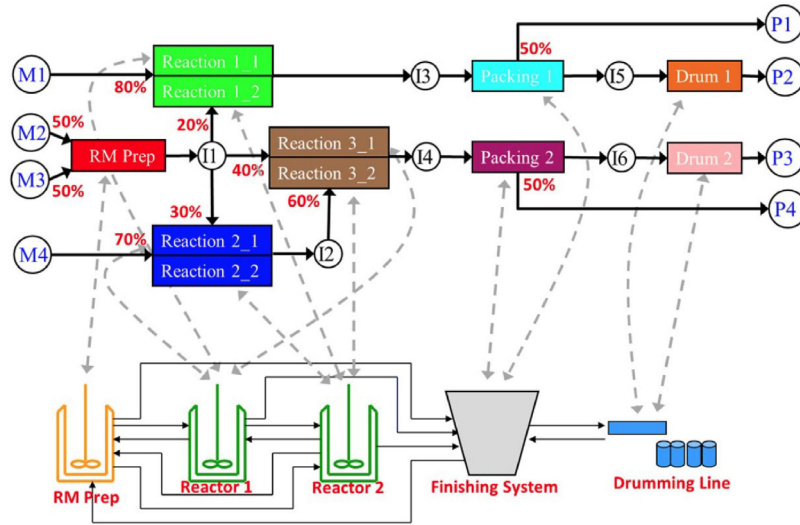 P1
50%
M1
80%
Reaction 1_1
Reaction 1_2
I3
Packing 1
I5
Drum 1
P2
M2
50%
20%
M3
50%
RM Prep
I1
40%
Reaction 3_1
Reaction 3_2
I4
Packing 2
I6
Drum 2
P3
50%
P4
30%
60%
70%
M4
Reaction 2_1
Reaction 2_2
I2
RM Prep
Reactor 1
Reactor 2
Finishing System
Drumming Line